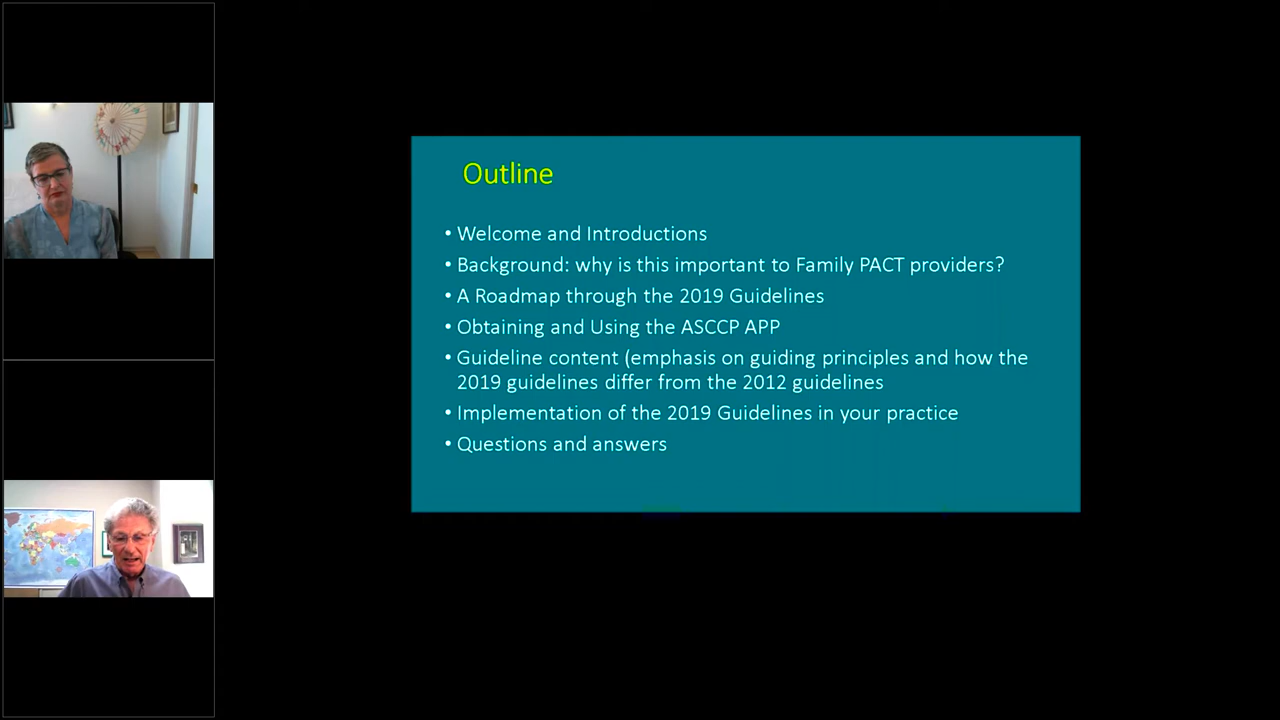 Outline
• Welcome and Introductions
• Background: why is this important to Family PACT providers?
• A Roadmap through the 2019 Guidelines
• Obtaining and Using the ASCCP APP
• Guideline content (emphasis on guiding principles and how the
2019 guidelines differ from the 2012 guidelines
• Implementation of the 2019 Guidelines in your practice
• Questions and answers